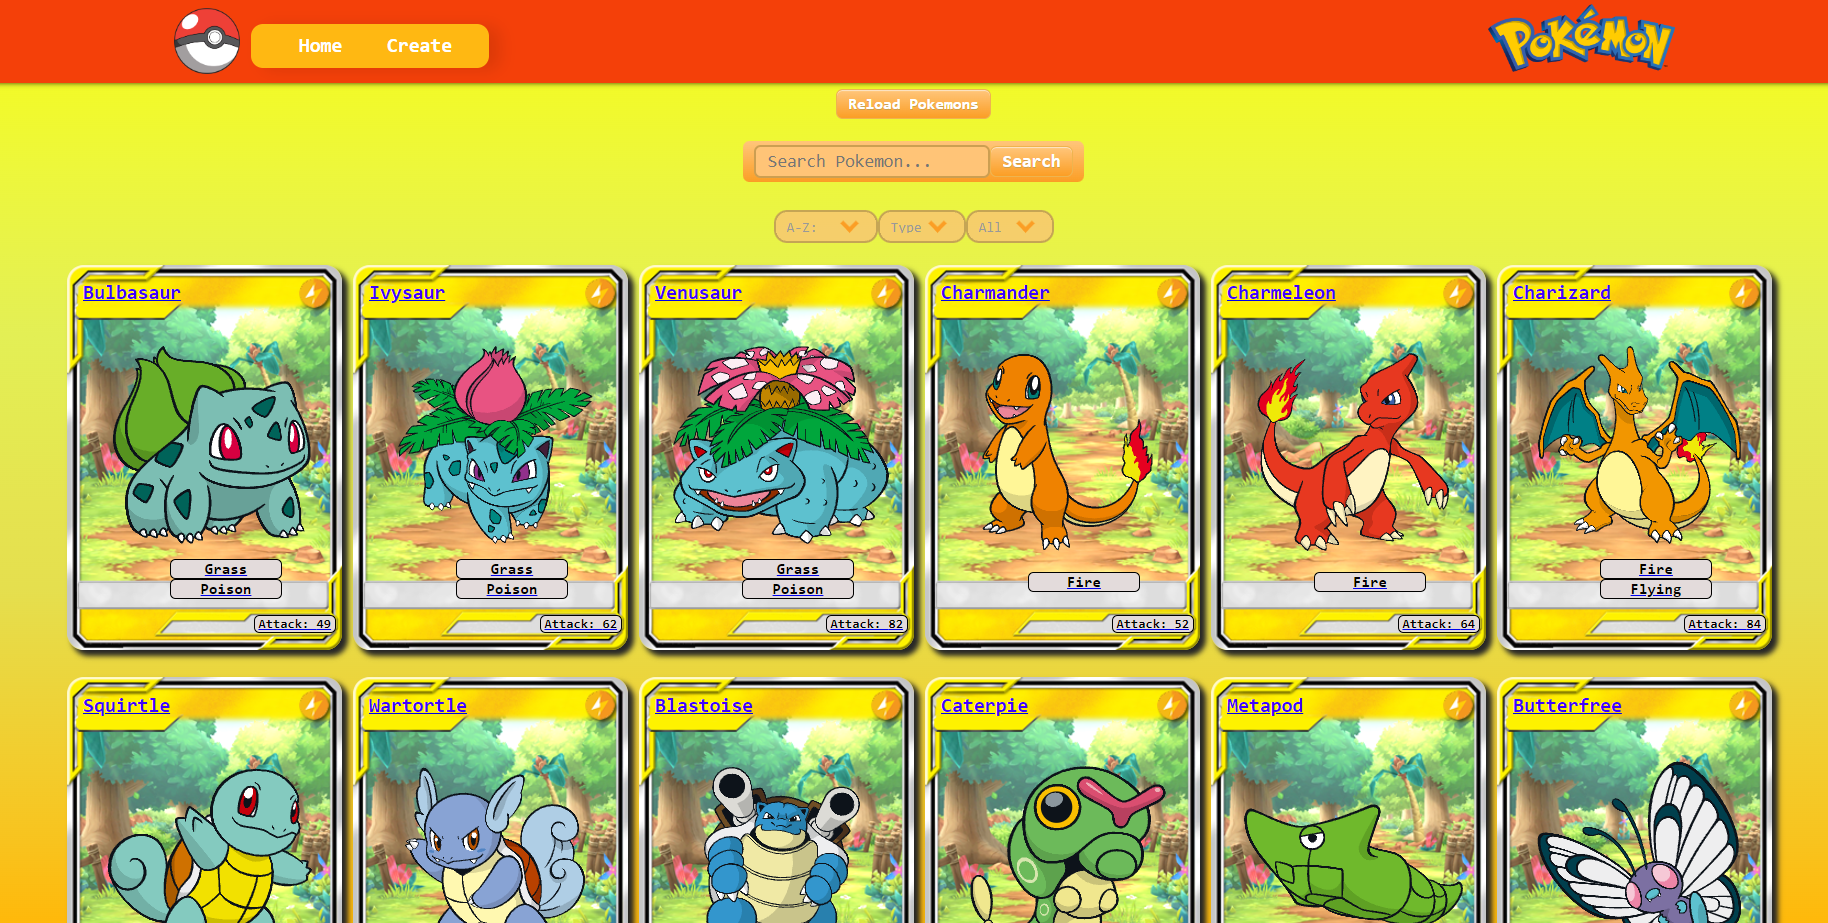 Home Create
POKéMON
Reload Pokemons
Search Pokemon... Search
A-Z: Type All
Bulbasaur Ivysaur Venusaur Charmander Charmeleon Charizard
Grass Grass Grass Fire Fire Fire
Poison Poison Poison Flying
Attack: 49 Attack: 62 Attack: 82 Attack: 52 Attack: 64 Attack: 84
Squirtle Wartortle Blastoise Caterpie Metapod Butterfree